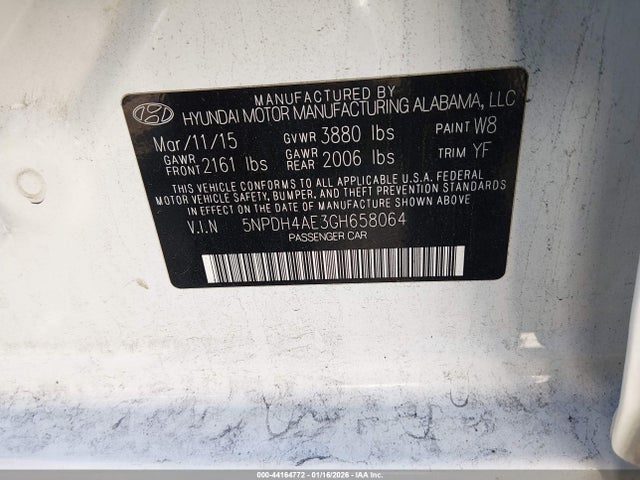 MANUFACTURED BY
HYUNDAI MOTOR MANUFACTURING ALABAMA, LLC
Mar/11/15 GVWR 3880 lbs PAINT W8
GAWR FRONT 2161 lbs GAWR REAR 2006 lbs TRIM YF
THIS VEHICLE CONFORMS TO ALL APPLICABLE U.S.A. FEDERAL
MOTOR VEHICLE SAFETY, BUMPER, AND THEFT PREVENTION STANDARDS
IN EFFECT ON THE DATE OF MANUFACTURE SHOWN ABOVE.
V.I.N 5NPDH4AE3GH658064
PASSENGER CAR
000-44164772 - 01/16/2026 - IAA Inc. Copyright